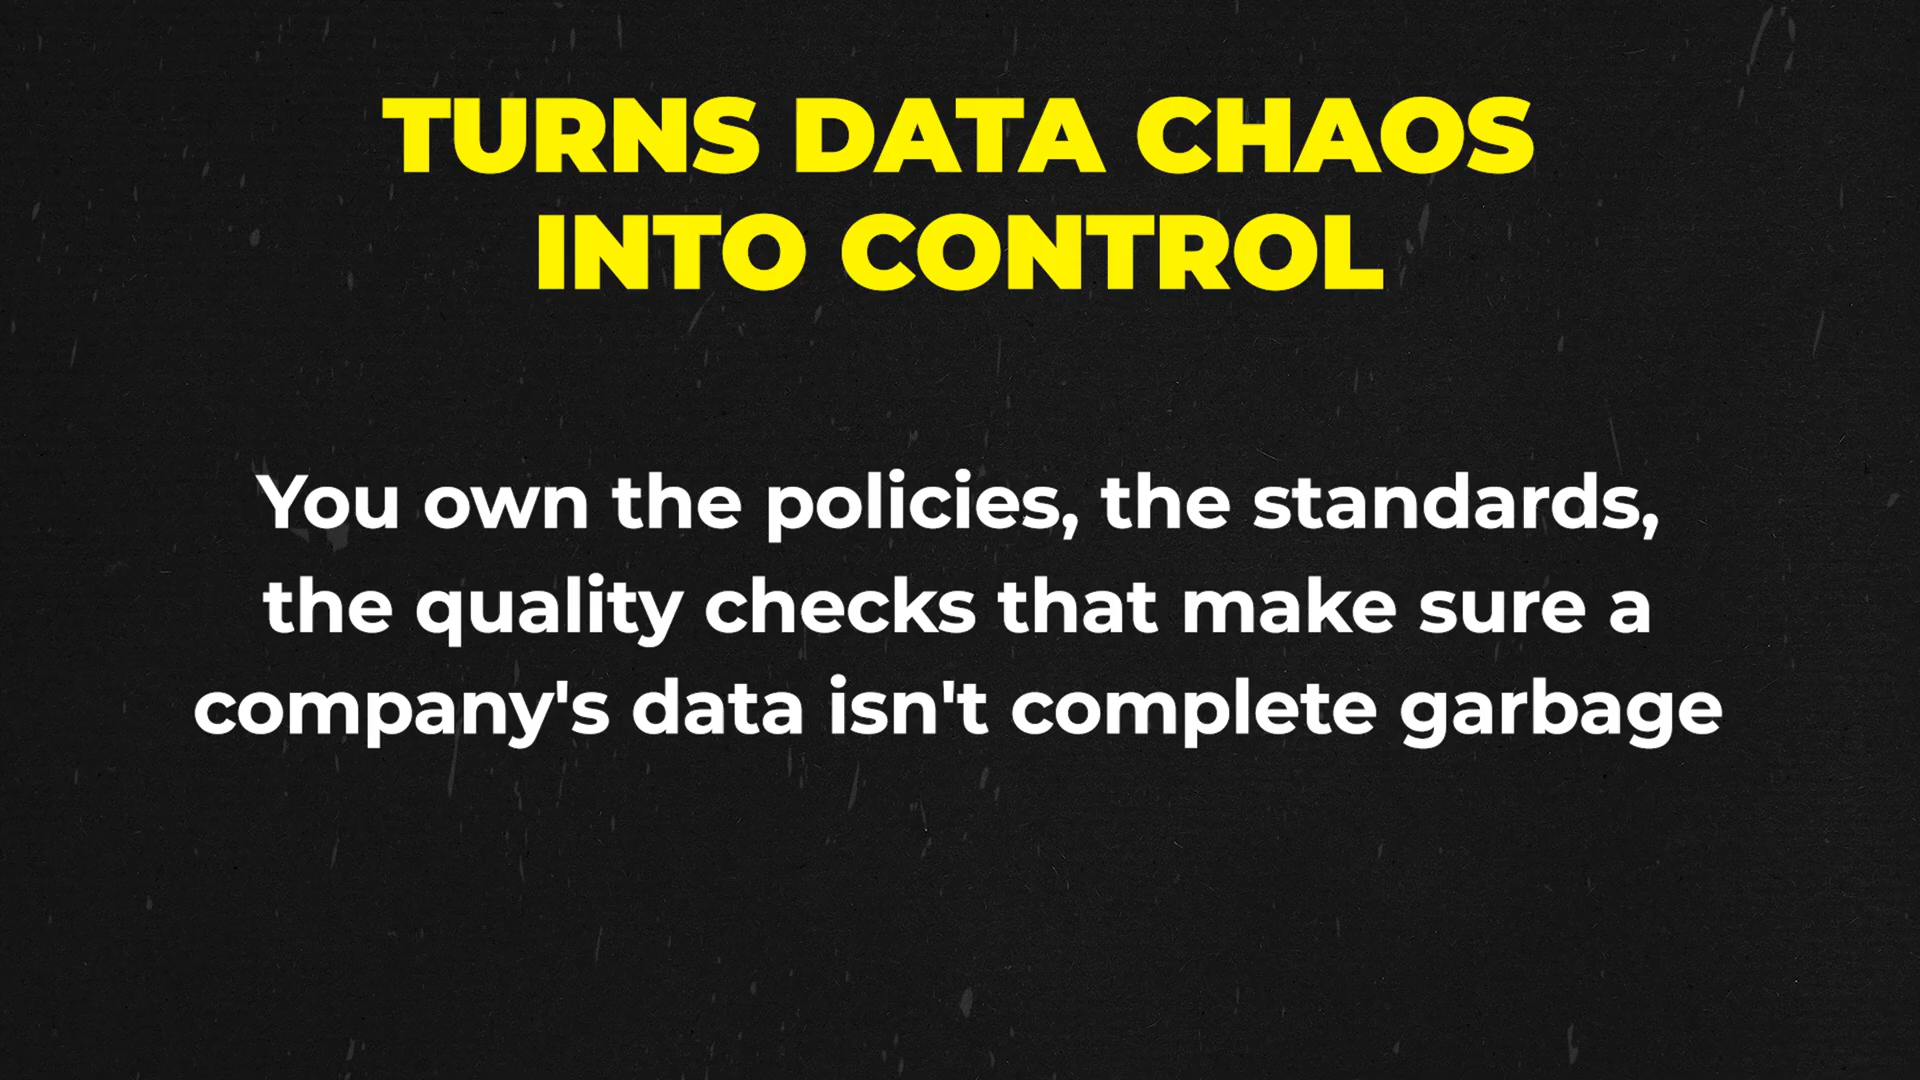 TURNS DATA CHAOS
INTO CONTROL
You own the policies, the standards,
the quality checks that make sure a
company's data isn't complete garbage